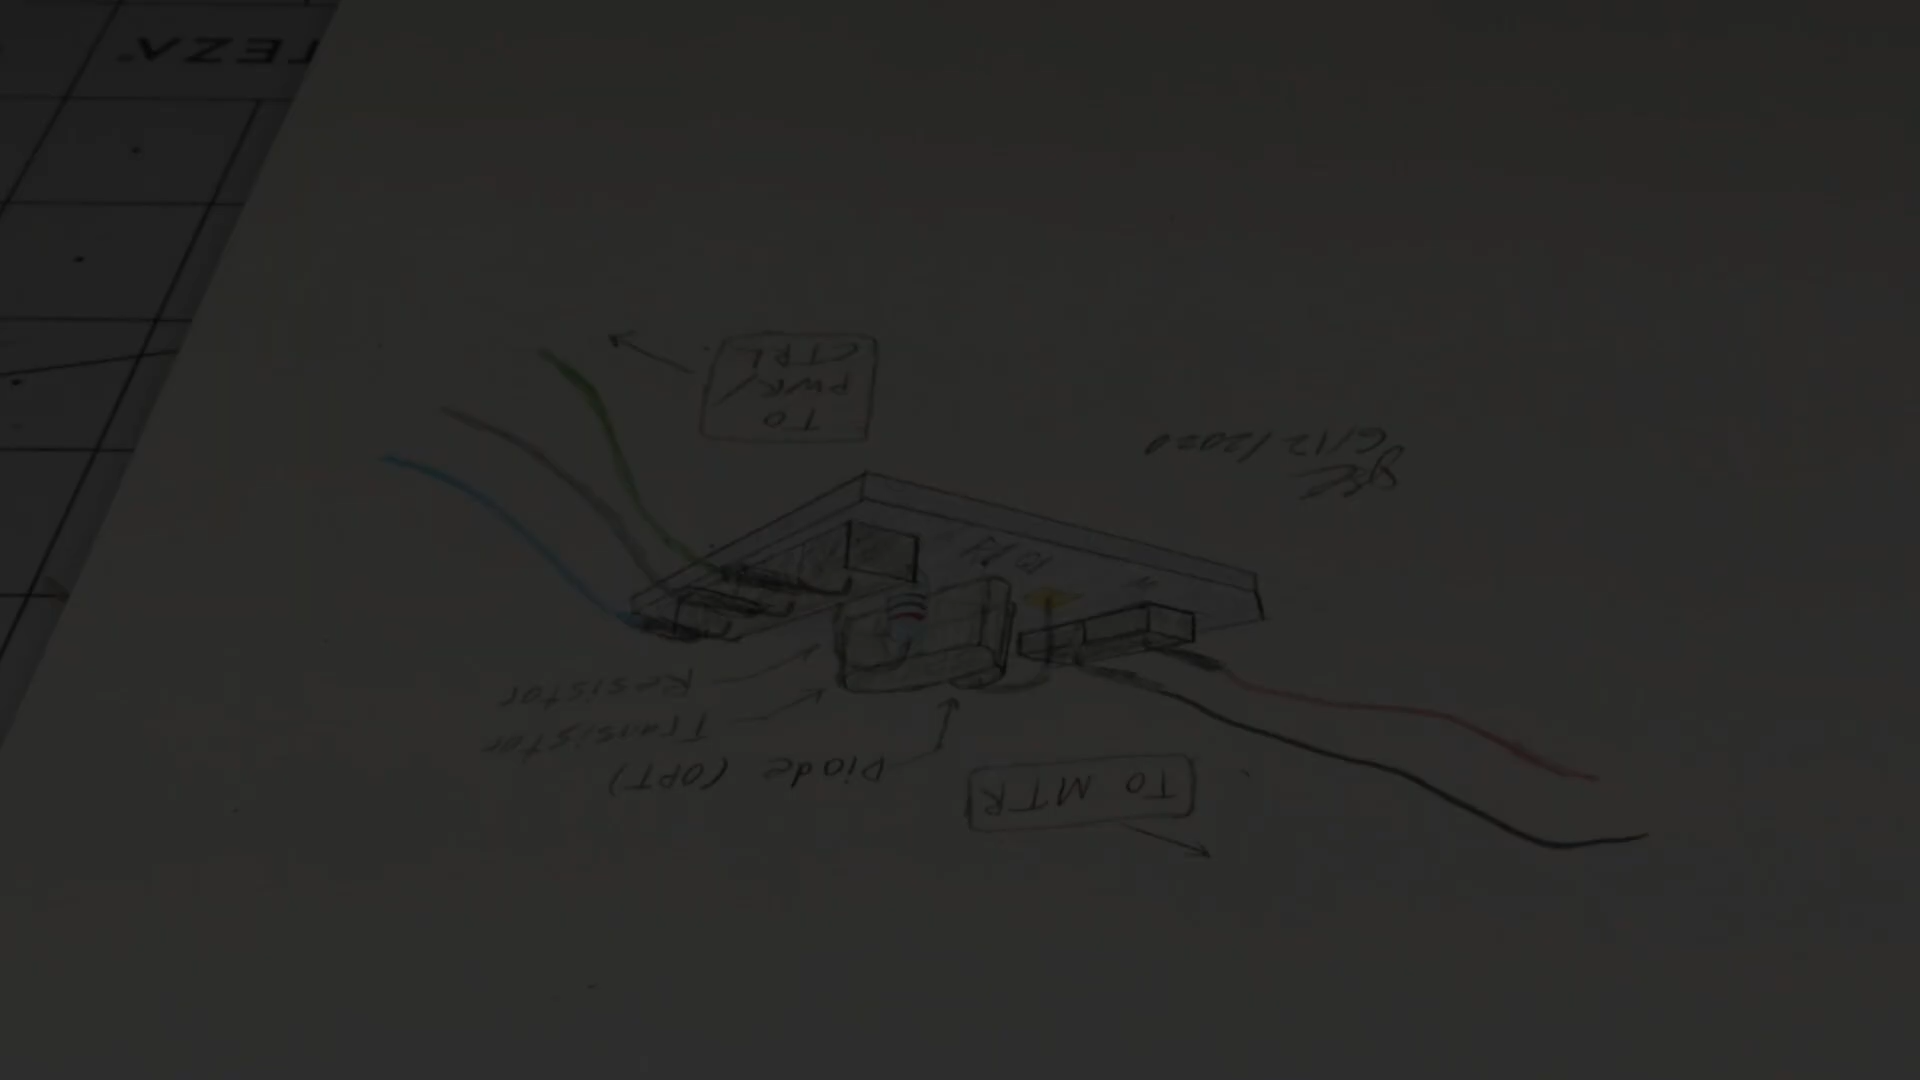 6/12/2020
TO MTR
Diode (OPT)
Transistor
Resistor
TO
PWR/
CTRL